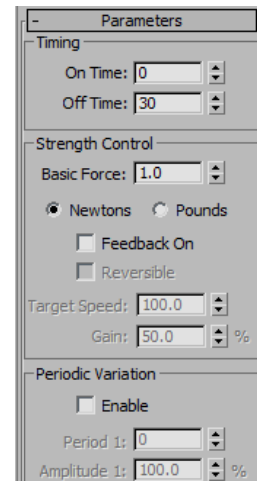 - Parameters
Timing
On Time: 0
Off Time: 30
Strength Control
Basic Force: 1.0
Newtons Pounds
Feedback On
Reversible
Target Speed: 100.0
Gain: 50.0 %
Periodic Variation
Enable
Period 1: 0
Amplitude 1: 100.0 %